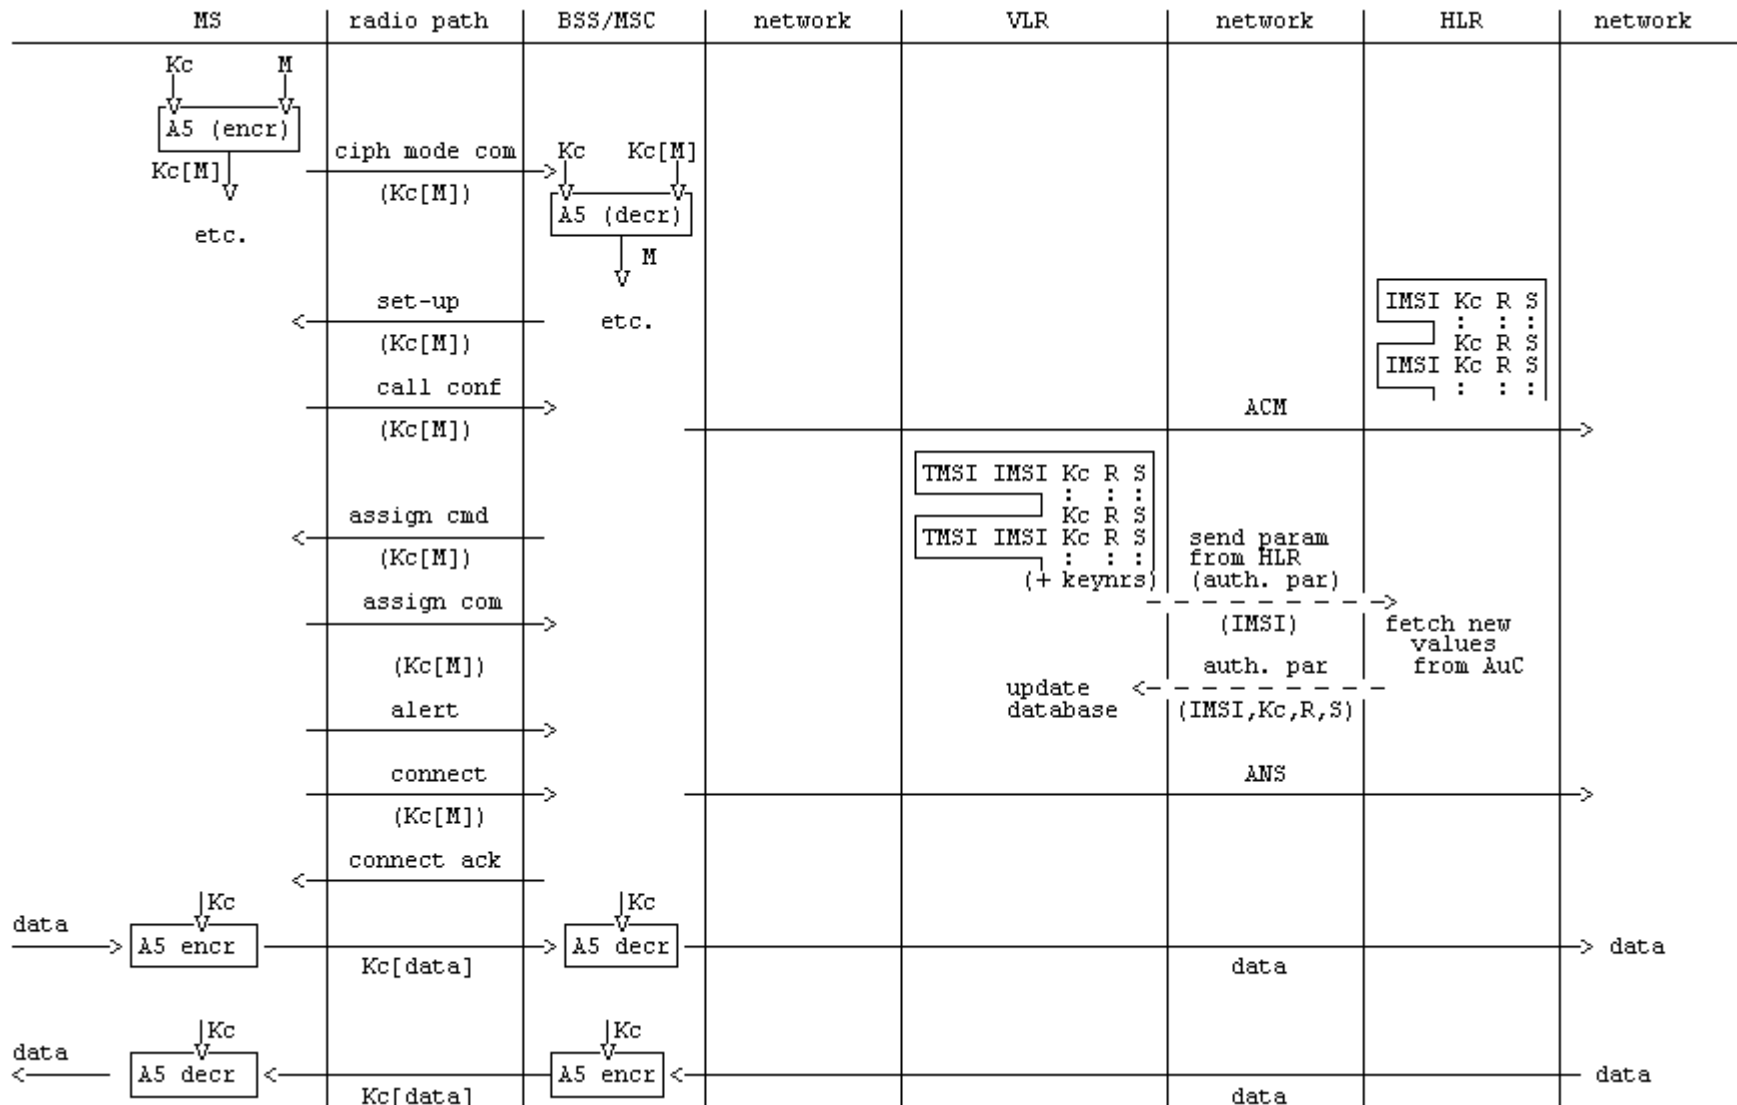 MS radio path BSS/MSC network VLR network HLR network
Kc M
A5 (encr)
ciph mode com Kc Kc[M]
Kc[M]
(Kc[M])
A5 (decr)
etc.
M
set-up
IMSI Kc R S
etc.
: : :
(Kc[M])
Kc R S
IMSI Kc R S
call conf
: : :
ACM
(Kc[M])
TMSI IMSI Kc R S
: : :
assign cmd
Kc R S
TMSI IMSI Kc R S
send param
(Kc[M])
: : :
from HLR
(+ keynrs) (auth. par)
assign com
(IMSI) fetch new
values
(Kc[M])
auth. par from AuC
update
alert
database (IMSI,Kc,R,S)
connect ANS
(Kc[M])
connect ack
Kc Kc
data
A5 encr A5 decr data
Kc[data] data
Kc Kc
data
A5 decr A5 encr data
Kc[data] data